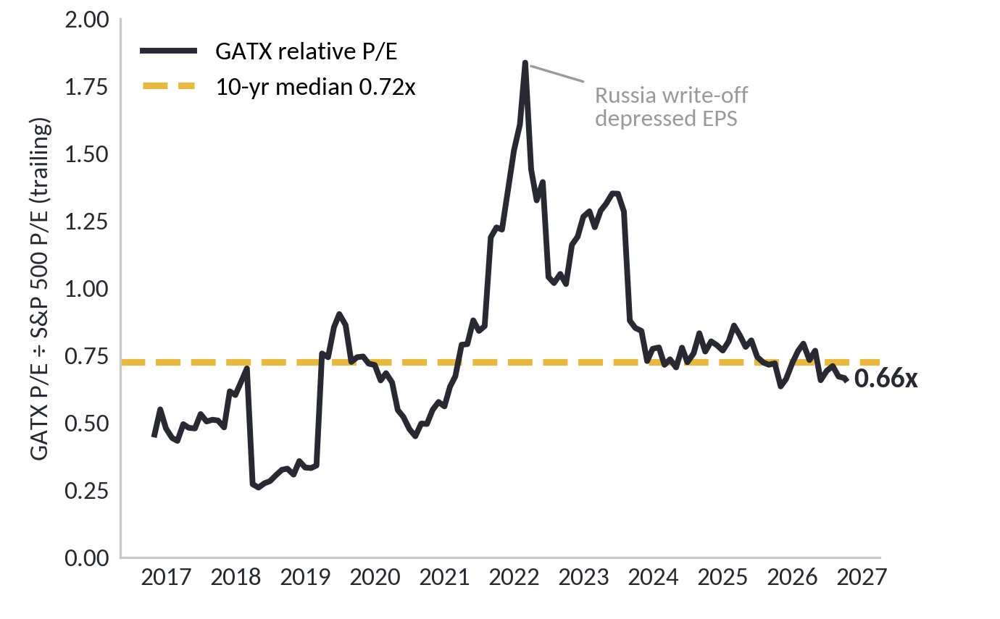 2.00
1.75
1.50
1.25
1.00
0.75
0.50
0.25
0.00
GATX P/E ÷ S&P 500 P/E (trailing)
GATX relative P/E
10-yr median 0.72x
Russia write-off
depressed EPS
0.66x
2017 2018 2019 2020 2021 2022 2023 2024 2025 2026 2027